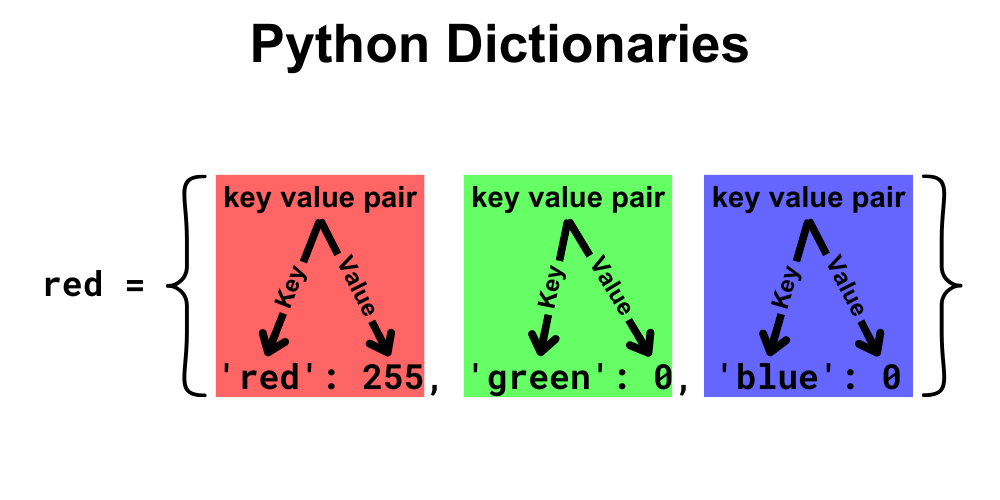 Python Dictionaries
key value pair key value pair key value pair
Key Value Key Value Key Value
red = { 'red': 255, 'green': 0, 'blue': 0 }